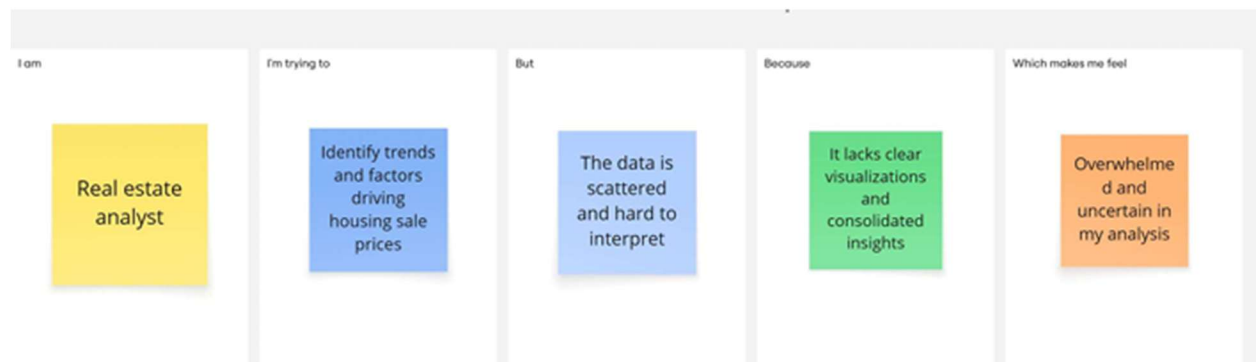 I am
Real estate
analyst
I'm trying to
Identify trends
and factors
driving
housing sale
prices
But
The data is
scattered
and hard to
interpret
Because
It lacks clear
visualizations
and
consolidated
insights
Which makes me feel
Overwhelme
d and
uncertain in
my analysis